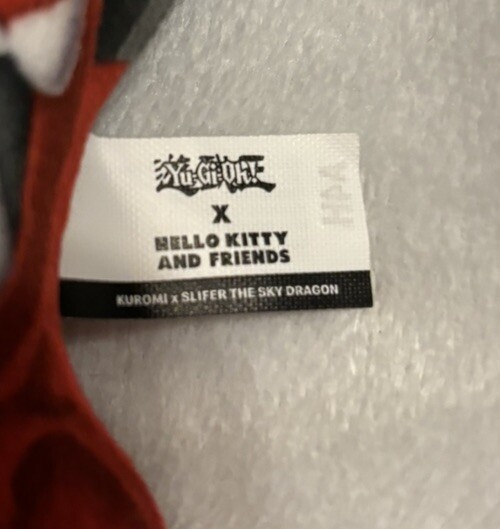 Yu-Gi-Oh!
X
HELLO KITTY
AND FRIENDS
KUROMI x SLIFER THE SKY DRAGON